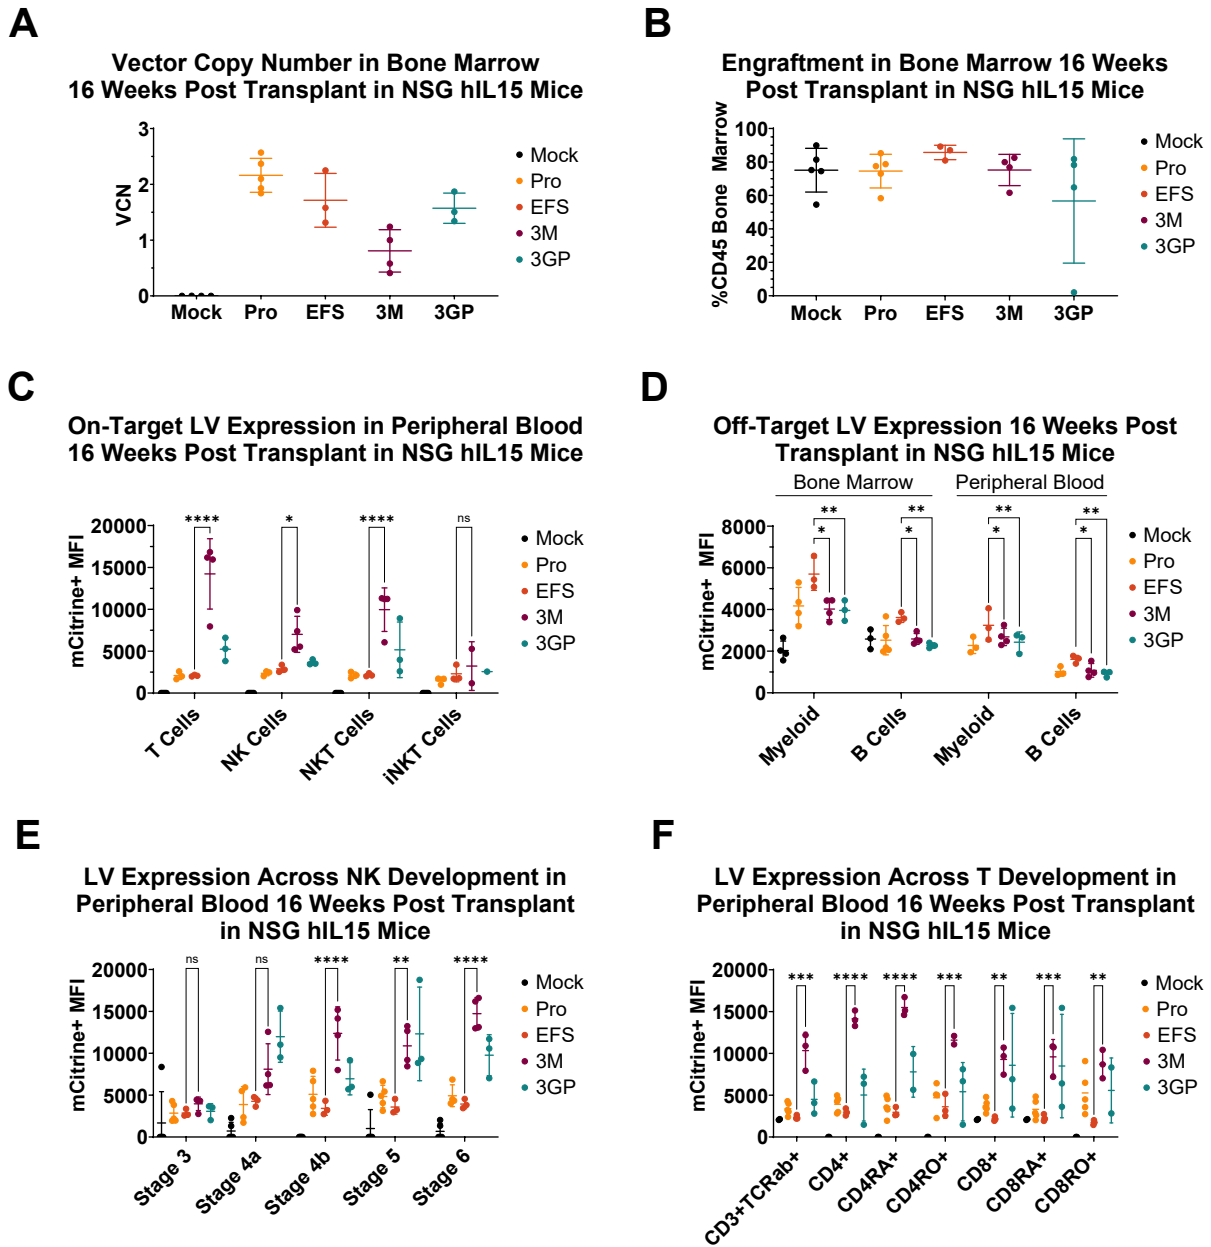 A
Vector Copy Number in Bone Marrow
16 Weeks Post Transplant in NSG hIL15 Mice
VCN
3
2
1
0
Mock Pro EFS 3M 3GP
Mock
Pro
EFS
3M
3GP
B
Engraftment in Bone Marrow 16 Weeks
Post Transplant in NSG hIL15 Mice
%CD45 Bone Marrow
100
80
60
40
20
0
Mock Pro EFS 3M 3GP
Mock
Pro
EFS
3M
3GP
C
On-Target LV Expression in Peripheral Blood
16 Weeks Post Transplant in NSG hIL15 Mice
mCitrine+ MFI
20000
15000
10000
5000
0
**** * **** ns
T Cells
NK Cells
NKT Cells
iNKT Cells
Mock
Pro
EFS
3M
3GP
D
Off-Target LV Expression 16 Weeks Post
Transplant in NSG hIL15 Mice
Bone Marrow Peripheral Blood
mCitrine+ MFI
8000
6000
4000
2000
0
** ** ** **
* * * *
Myeloid
B Cells
Myeloid
B Cells
Mock
Pro
EFS
3M
3GP
E
LV Expression Across NK Development in
Peripheral Blood 16 Weeks Post Transplant
in NSG hIL15 Mice
mCitrine+ MFI
20000
15000
10000
5000
0
ns ns **** ** ****
Stage 3
Stage 4a
Stage 4b
Stage 5
Stage 6
Mock
Pro
EFS
3M
3GP
F
LV Expression Across T Development in
Peripheral Blood 16 Weeks Post Transplant
in NSG hIL15 Mice
mCitrine+ MFI
20000
15000
10000
5000
0
*** **** **** *** ** *** **
CD3+TCRab+
CD4+
CD4RA+
CD4RO+
CD8+
CD8RA+
CD8RO+
Mock
Pro
EFS
3M
3GP